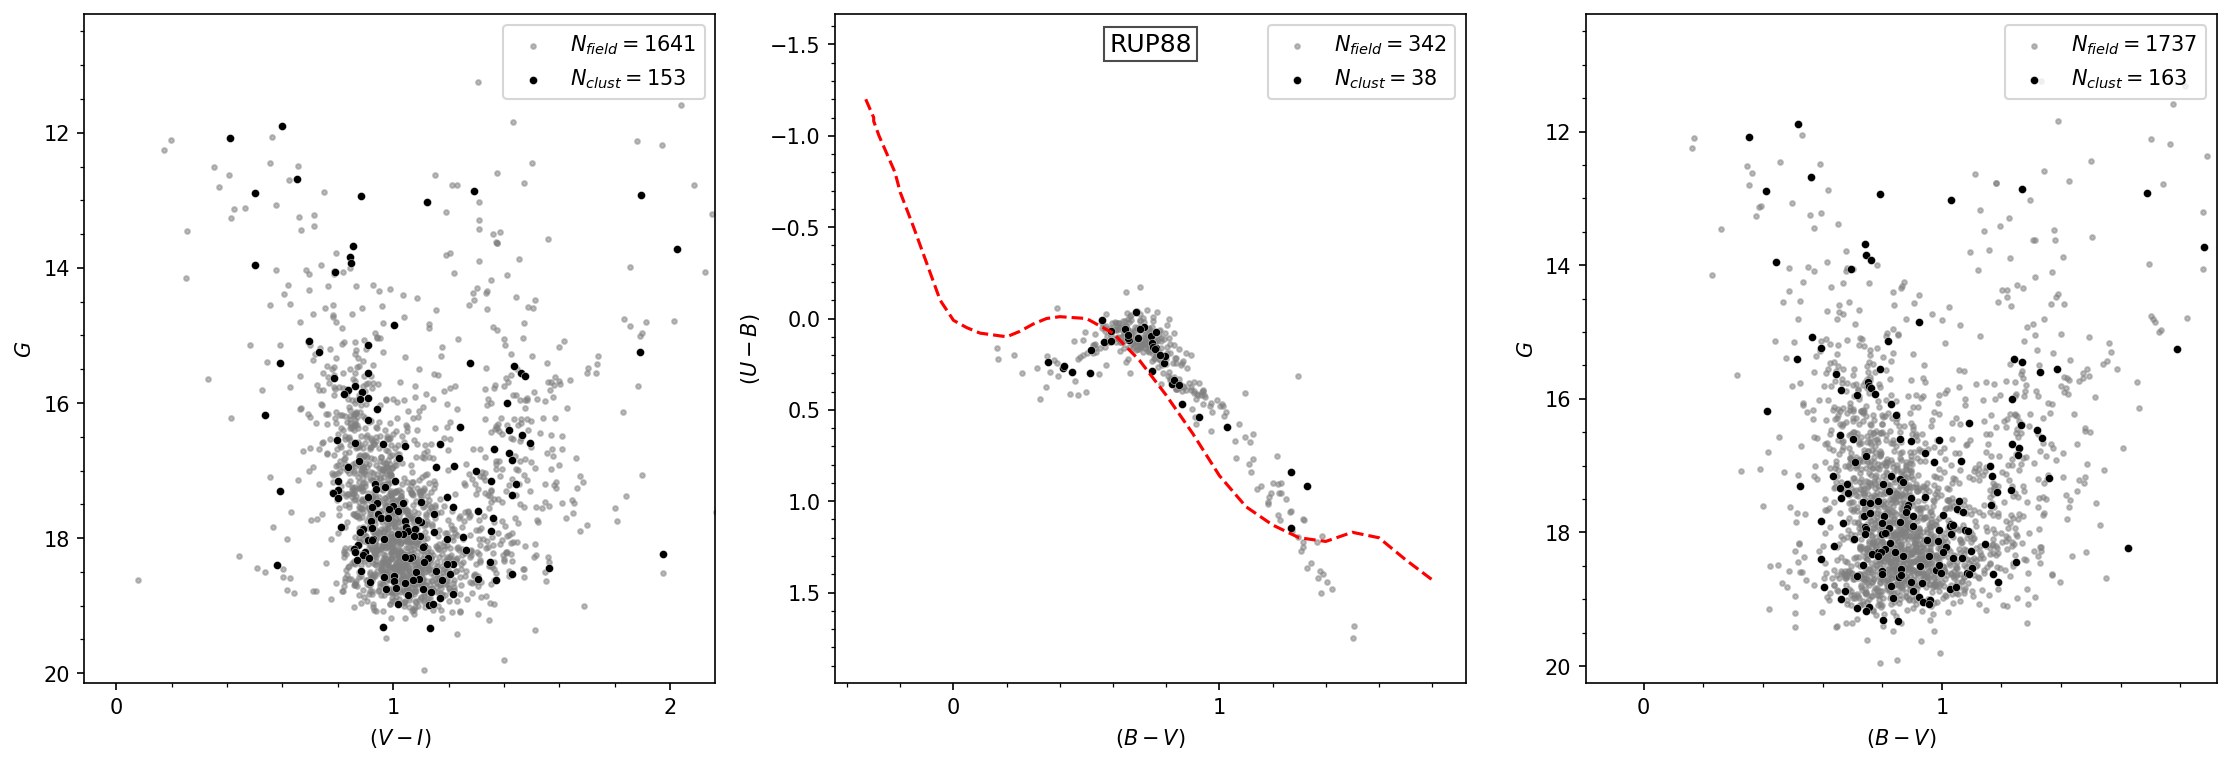 N_field = 1641
N_clust = 153
12
14
16
18
20
G
0
1
2
(V − I)
RUP88
N_field = 342
N_clust = 38
−1.5
−1.0
−0.5
0.0
0.5
1.0
1.5
(U − B)
0
1
(B − V)
N_field = 1737
N_clust = 163
12
14
16
18
20
G
0
1
(B − V)